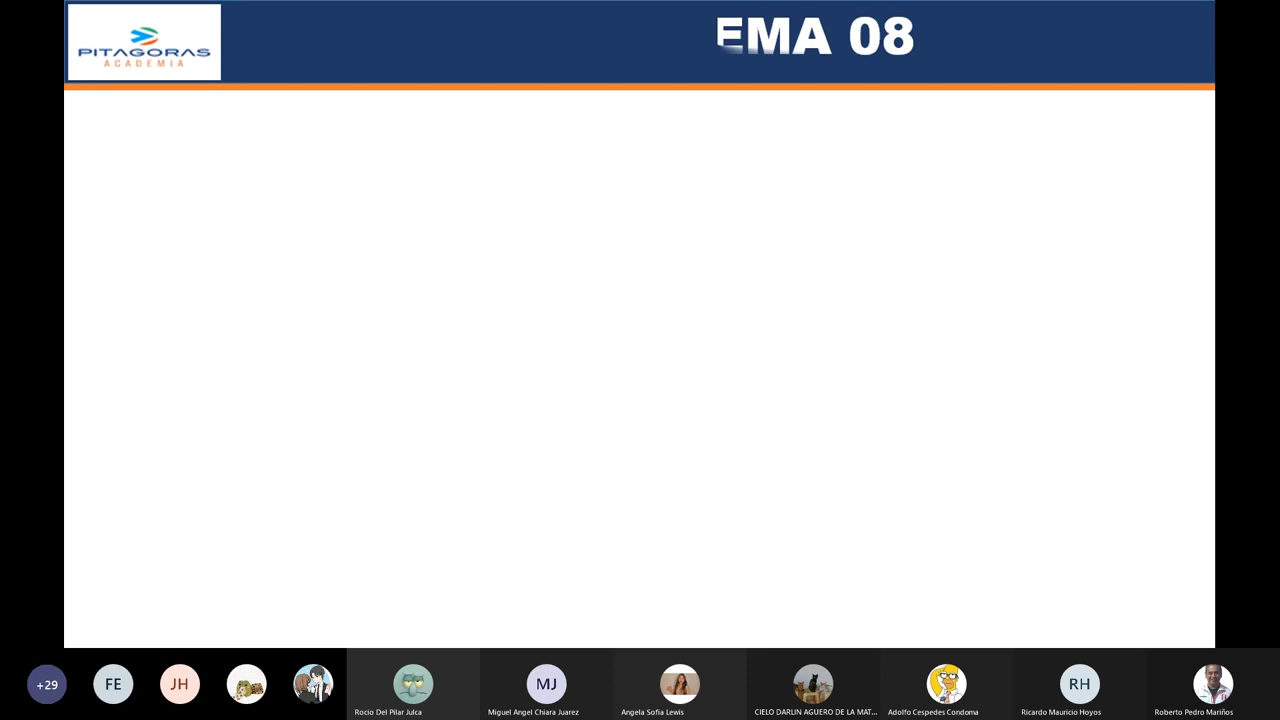 PITAGORAS
ACADEMIA
EMA 08
+29
FE
JH
MJ
RH
Rocio Del Pilar Julca
Miguel Angel Chiara Juarez
Angela Sofia Lewis
CIELO DARLIN AGUERO DE LA MAT...
Adolfo Cespedes Condoma
Ricardo Mauricio Hoyos
Roberto Pedro Mariños